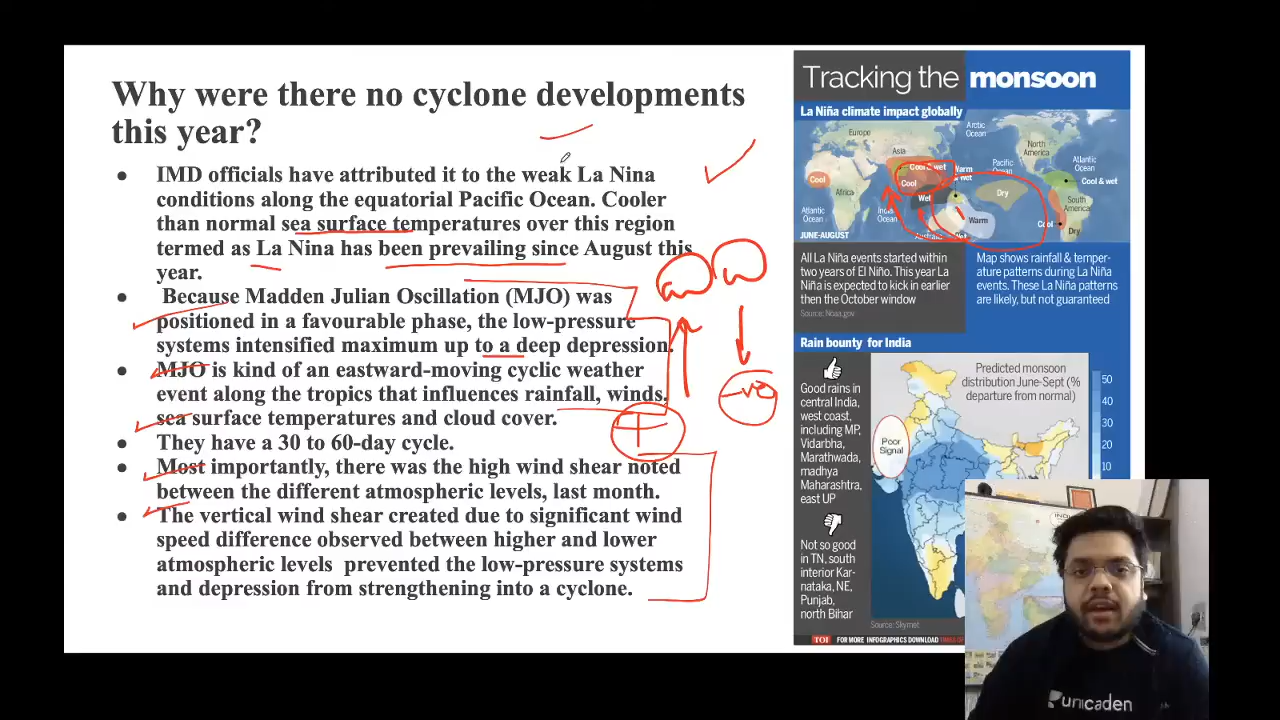 Why were there no cyclone developments
this year?
• IMD officials have attributed it to the weak La Nina
conditions along the equatorial Pacific Ocean. Cooler
than normal sea surface temperatures over this region
termed as La Nina has been prevailing since August this
year.
• Because Madden Julian Oscillation (MJO) was
positioned in a favourable phase, the low-pressure
systems intensified maximum up to a deep depression.
• MJO is kind of an eastward-moving cyclic weather
event along the tropics that influences rainfall, winds,
sea surface temperatures and cloud cover.
• They have a 30 to 60-day cycle.
• Most importantly, there was the high wind shear noted
between the different atmospheric levels, last month.
• The vertical wind shear created due to significant wind
speed difference observed between higher and lower
atmospheric levels prevented the low-pressure systems
and depression from strengthening into a cyclone.
+
-ve
Tracking the monsoon
La Niña climate impact globally
Europe
Asia
Africa
Atlantic
Ocean
Cool
Cool & wet
Cool
Wet
Warm
& wet
Arctic
Ocean
Pacific
Ocean
North
America
Atlantic
Ocean
Cool & wet
South
America
Dry
Warm
Cool
Dry
JUNE-AUGUST
All La Niña events started within
two years of El Niño. This year La
Niña is expected to kick in earlier
then the October window
Source: Noaa.gov
Map shows rainfall & temper-
ature patterns during La Niña
events. These La Niña patterns
are likely, but not guaranteed
Rain bounty for India
Good rains in
central India,
west coast,
including MP,
Vidarbha,
Marathwada,
madhya
Maharashtra,
east UP
Not so good
in TN, south
interior Kar-
nataka, NE,
Punjab,
north Bihar
Poor
Signal
Predicted monsoon
distribution June-Sept (%
departure from normal)
50
40
30
20
10
Source: Skymet
TOI FOR MORE INFOGRAPHICS DOWNLOAD
unicaden